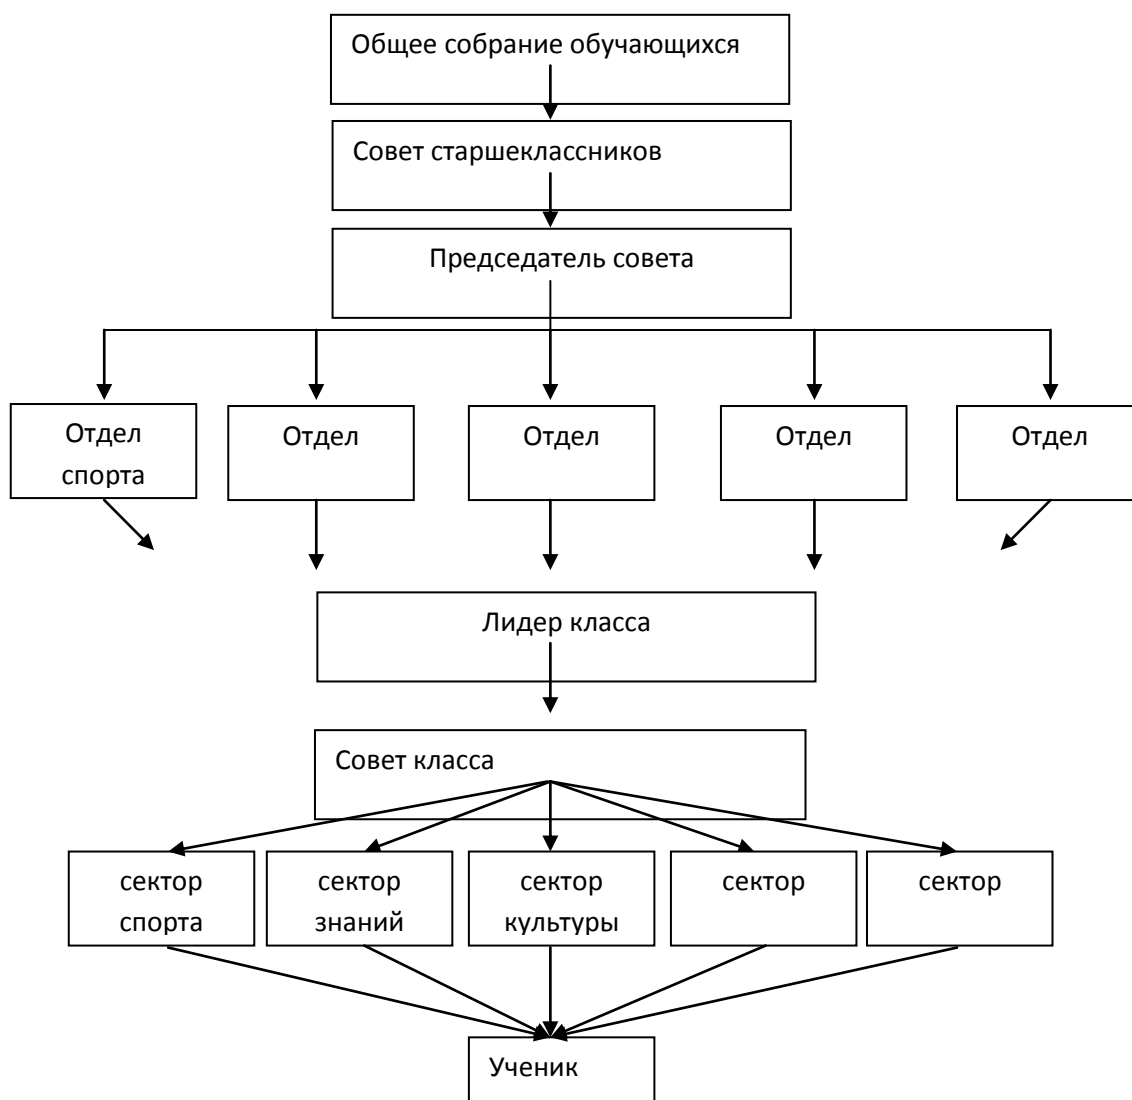 Общее собрание обучающихся
Совет старшеклассников
Председатель совета
Отдел
спорта
Отдел
Отдел
Отдел
Отдел
Лидер класса
Совет класса
сектор
спорта
сектор
знаний
сектор
культуры
сектор
сектор
Ученик